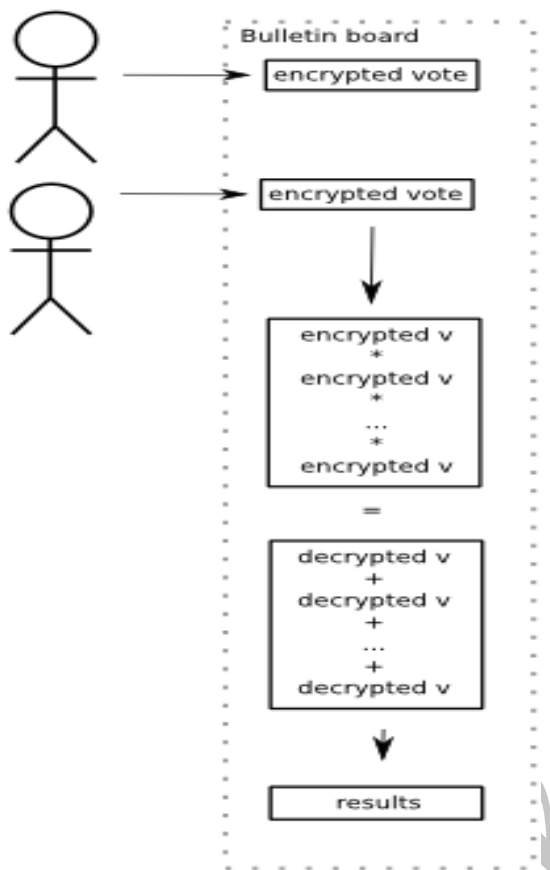 Bulletin board
encrypted vote
encrypted vote
encrypted v
*
encrypted v
*
...
*
encrypted v
=
decrypted v
+
decrypted v
+
...
+
decrypted v
results